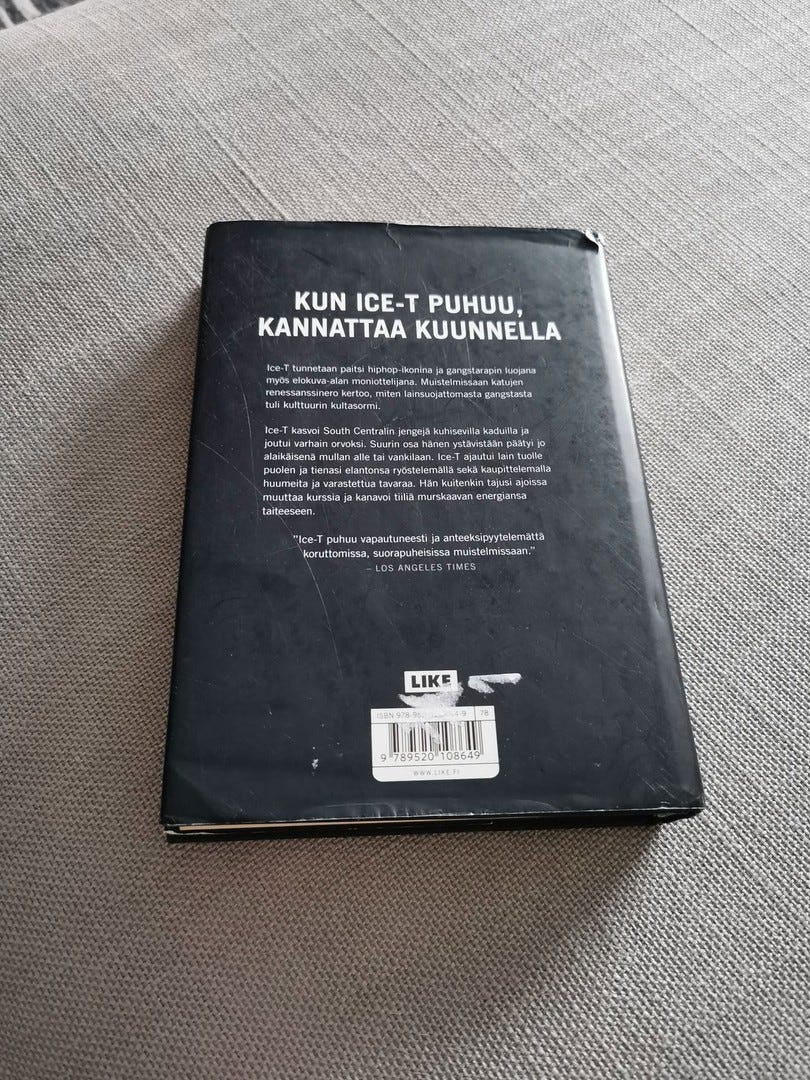 KUN ICE-T PUHUU,
KANNATTAA KUUNNELLA
Ice-T tunnetaan paitsi hiphop-ikonina ja gangstarapin luojana
myös elokuva-alan moniottelijana. Muistelmissaan katujen
renessanssinero kertoo, miten lainsuojattomasta gangstasta
tuli kulttuurin kultasormi.
Ice-T kasvoi South Centralin jengejä kuhisevilla kaduilla ja
joutui varhain orvoksi. Suurin osa hänen ystävistään päätyi jo
alaikäisenä mullan alle tai vankilaan. Ice-T ajautui lain tuolle
puolen ja tienasi elantonsa ryöstelemällä sekä kaupittelemalla
huumeita ja varastettua tavaraa. Hän kuitenkin tajusi ajoissa
muuttaa kurssia ja kanavoi tiiliä murskaavan energiansa
taiteeseen.
"Ice-T puhuu vapautuneesti ja anteeksipyytelemättä
koruttomissa, suorapuheisissa muistelmissaan."
– LOS ANGELES TIMES
LIKE
ISBN 78
9 789520 108649
WWW.LIKE.FI